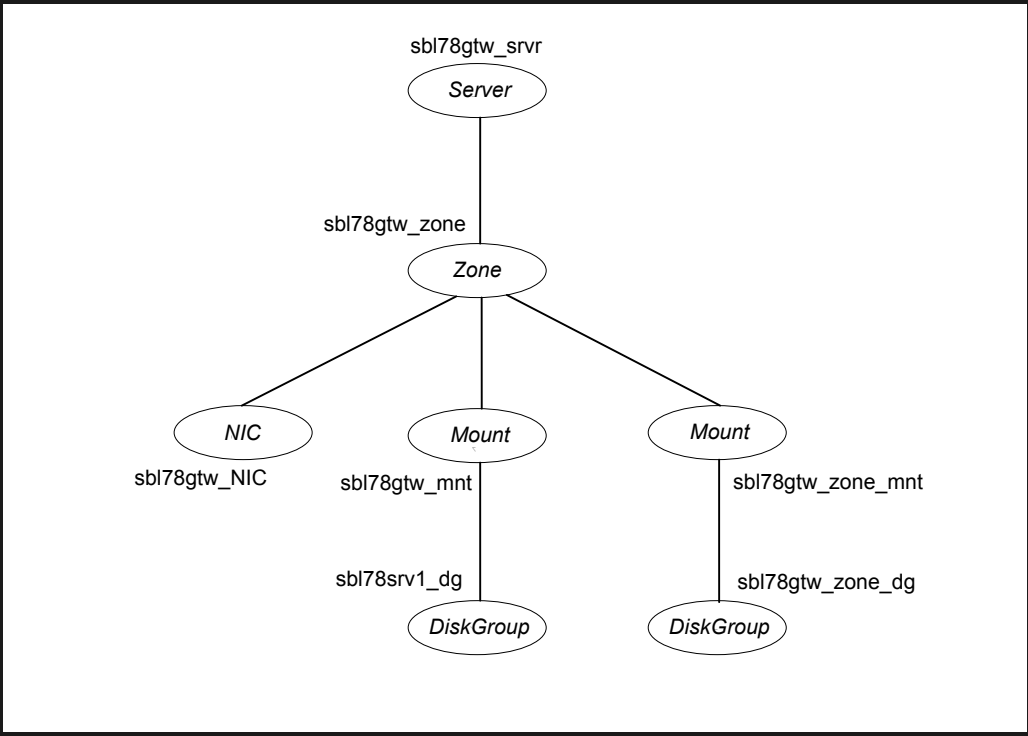 sbl78gtw_srvr
Server
sbl78gtw_zone
Zone
NIC
Mount
Mount
sbl78gtw_NIC
sbl78gtw_mnt
sbl78gtw_zone_mnt
sbl78srv1_dg
sbl78gtw_zone_dg
DiskGroup
DiskGroup